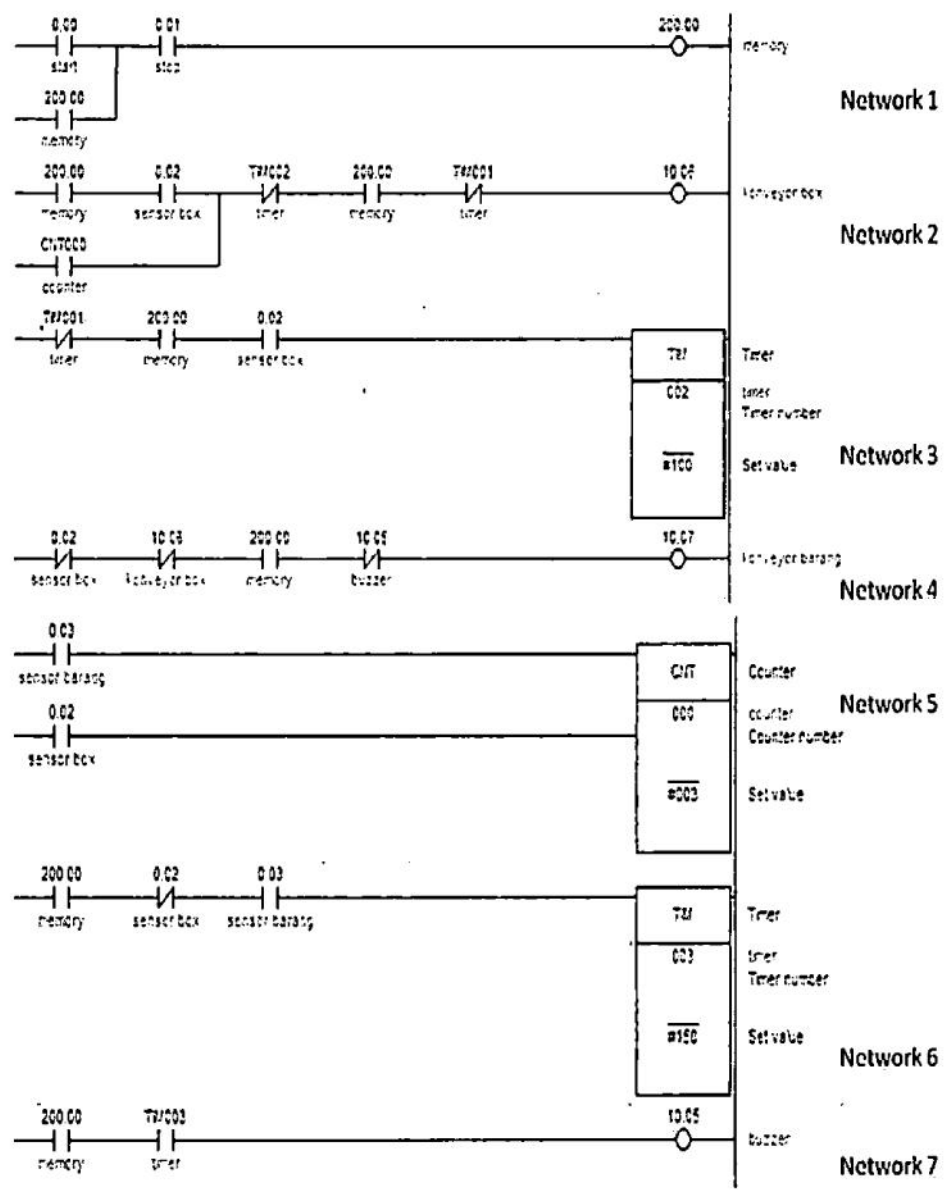 0.00 0.01 200.00
start stop memory
Network 1
200.00
memory
200.00 0.02 TIM002 200.00 TIM001 10.06
memory sensor box timer memory timer konveyor box
Network 2
CNT000
counter
TIM001 200.00 0.02
timer memory sensor box
TIM Timer
002 timer
Timer number
Network 3
#100 Set value
0.02 10.06 200.00 10.05 10.07
sensor box konveyor box memory buzzer konveyor barang
Network 4
0.03
sensor barang
CNT Counter
Network 5
0.02
sensor box
000 counter
Counter number
#003 Set value
200.00 0.02 0.03
memory sensor box sensor barang
TIM Timer
003 timer
Timer number
#150 Set value
Network 6
200.00 TIM003 10.05
memory timer buzzer
Network 7